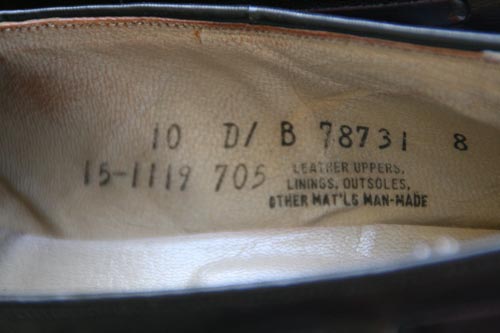 10 D/B 78731 8
15-1119 705 LEATHER UPPERS,
LININGS, OUTSOLES,
OTHER MAT'LS MAN-MADE